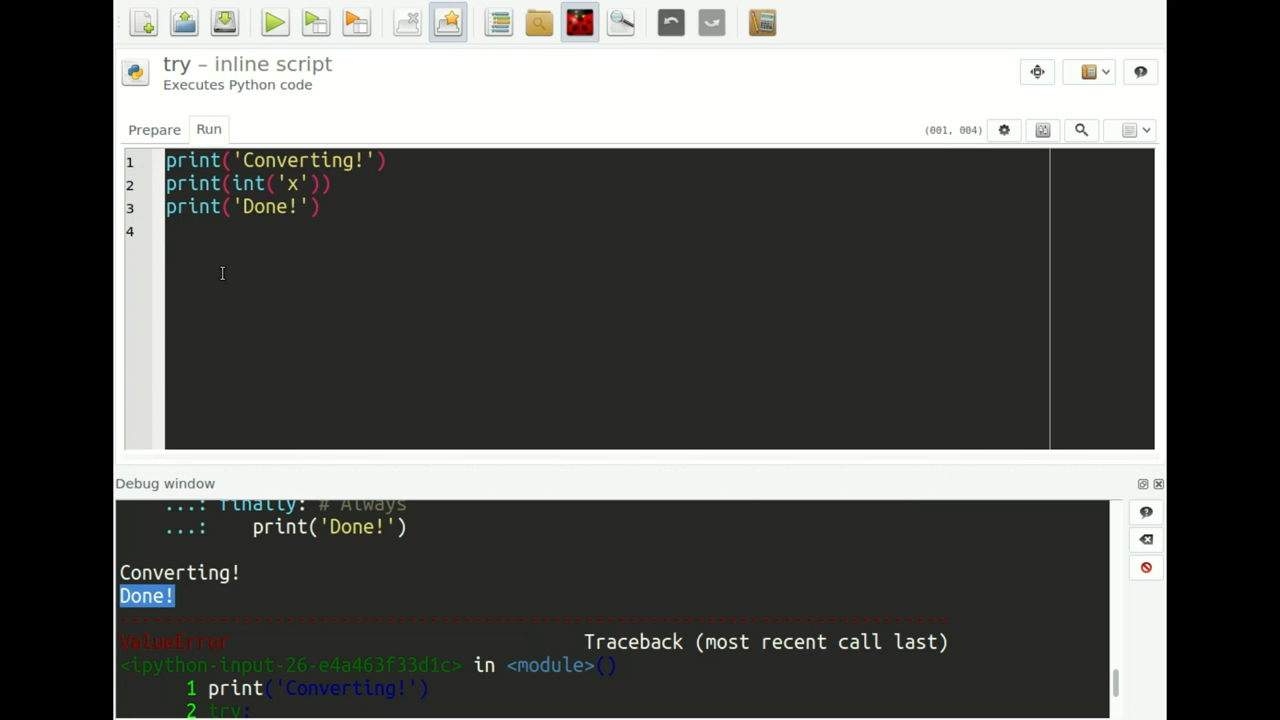 try – inline script
Executes Python code
Prepare Run (001, 004)
1 print('Converting!')
2 print(int('x'))
3 print('Done!')
4
Debug window
...: finally: # Always
...: print('Done!')
Converting!
Done!
ValueError Traceback (most recent call last)
<ipython-input-26-e4a463f33d1c> in <module>()
1 print('Converting!')
2 try: